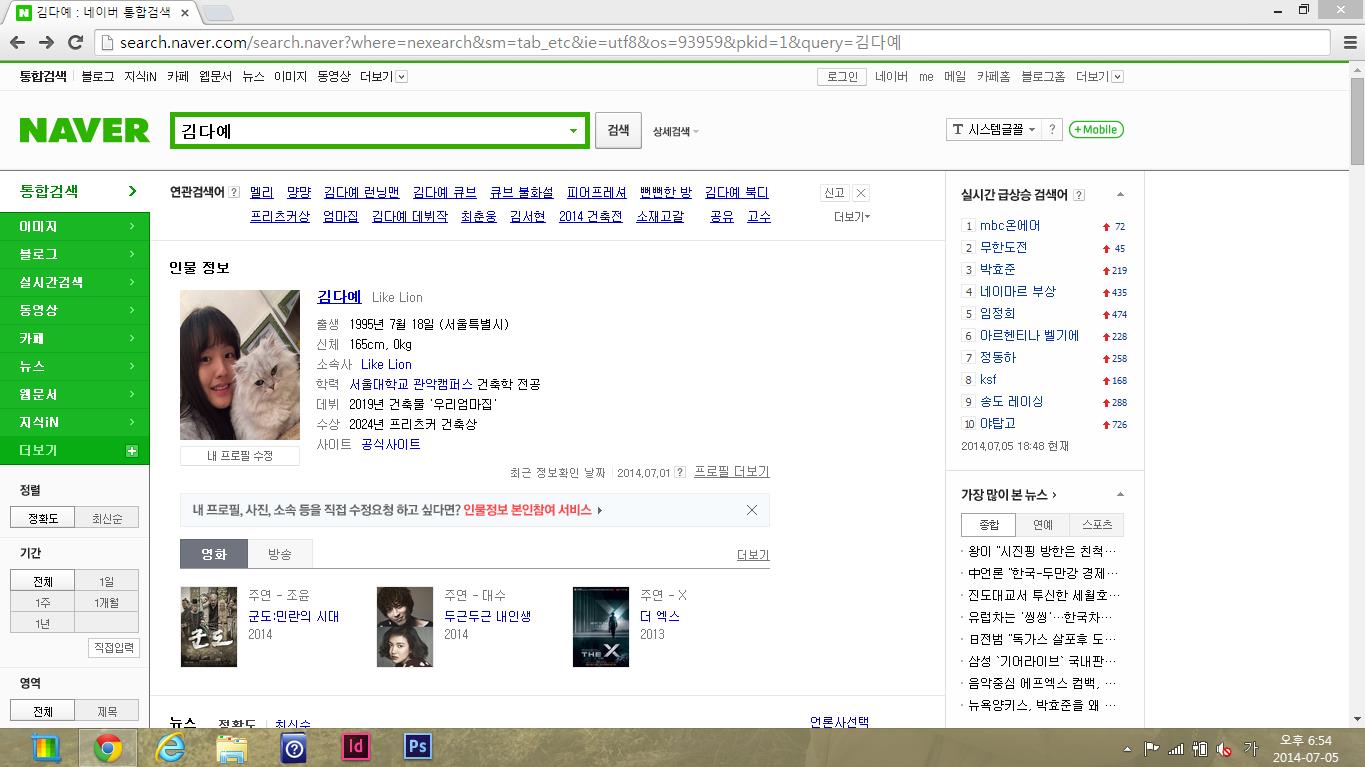 김다예 : 네이버 통합검색
search.naver.com/search.naver?where=nexearch&sm=tab_etc&ie=utf8&os=93959&pkid=1&query=김다예
통합검색 블로그 지식iN 카페 웹문서 뉴스 이미지 동영상 더보기
로그인 네이버 me 메일 카페홈 블로그홈 더보기
NAVER 김다예 검색 상세검색
T 시스템글꼴 ? +Mobile
통합검색
이미지
블로그
실시간검색
동영상
카페
뉴스
웹문서
지식iN
더보기
정렬
정확도 최신순
기간
전체 1일
1주 1개월
1년
직접입력
영역
전체 제목
연관검색어 ? 멜리 먕먕 김다예 런닝맨 김다예 큐브 큐브 불화설 피어프레셔 뻔뻔한 방 김다예 북디 신고
프리츠커상 엄마집 김다예 데뷔작 최춘웅 김서현 2014 건축전 소재고갈 공유 고수 더보기
인물 정보
김다예 Like Lion
출생 1995년 7월 18일 (서울특별시)
신체 165cm, 0kg
소속사 Like Lion
학력 서울대학교 관악캠퍼스 건축학 전공
데뷔 2019년 건축물 '우리엄마집'
수상 2024년 프리츠커 건축상
사이트 공식사이트
내 프로필 수정
최근 정보확인 날짜 2014.07.01 ? 프로필 더보기
내 프로필, 사진, 소속 등을 직접 수정요청 하고 싶다면? 인물정보 본인참여 서비스
영화 방송 더보기
군도
주연 - 조윤
군도:민란의 시대
2014
주연 - 대수
두근두근 내인생
2014
THE X
주연 - X
더 엑스
2013
뉴스 정확도 최신순 언론사선택
실시간 급상승 검색어 ?
1 mbc온에어 72
2 무한도전 45
3 박효준 219
4 네이마르 부상 435
5 임정희 474
6 아르헨티나 벨기에 228
7 정동하 258
8 ksf 168
9 송도 레이싱 288
10 야탑고 726
2014.07.05 18:48 현재
가장 많이 본 뉴스
종합 연예 스포츠
왕이 "시진핑 방한은 친척…
中언론 "한국-두만강 경제…
진도대교서 투신한 세월호…
유럽차는 '씽씽'…한국차…
日전범 "독가스 살포후 도…
삼성 `기어라이브` 국내판…
음악중심 에프엑스 컴백, …
뉴욕양키스, 박효준을 왜 …
Id Ps
가 오후 6:54
2014-07-05